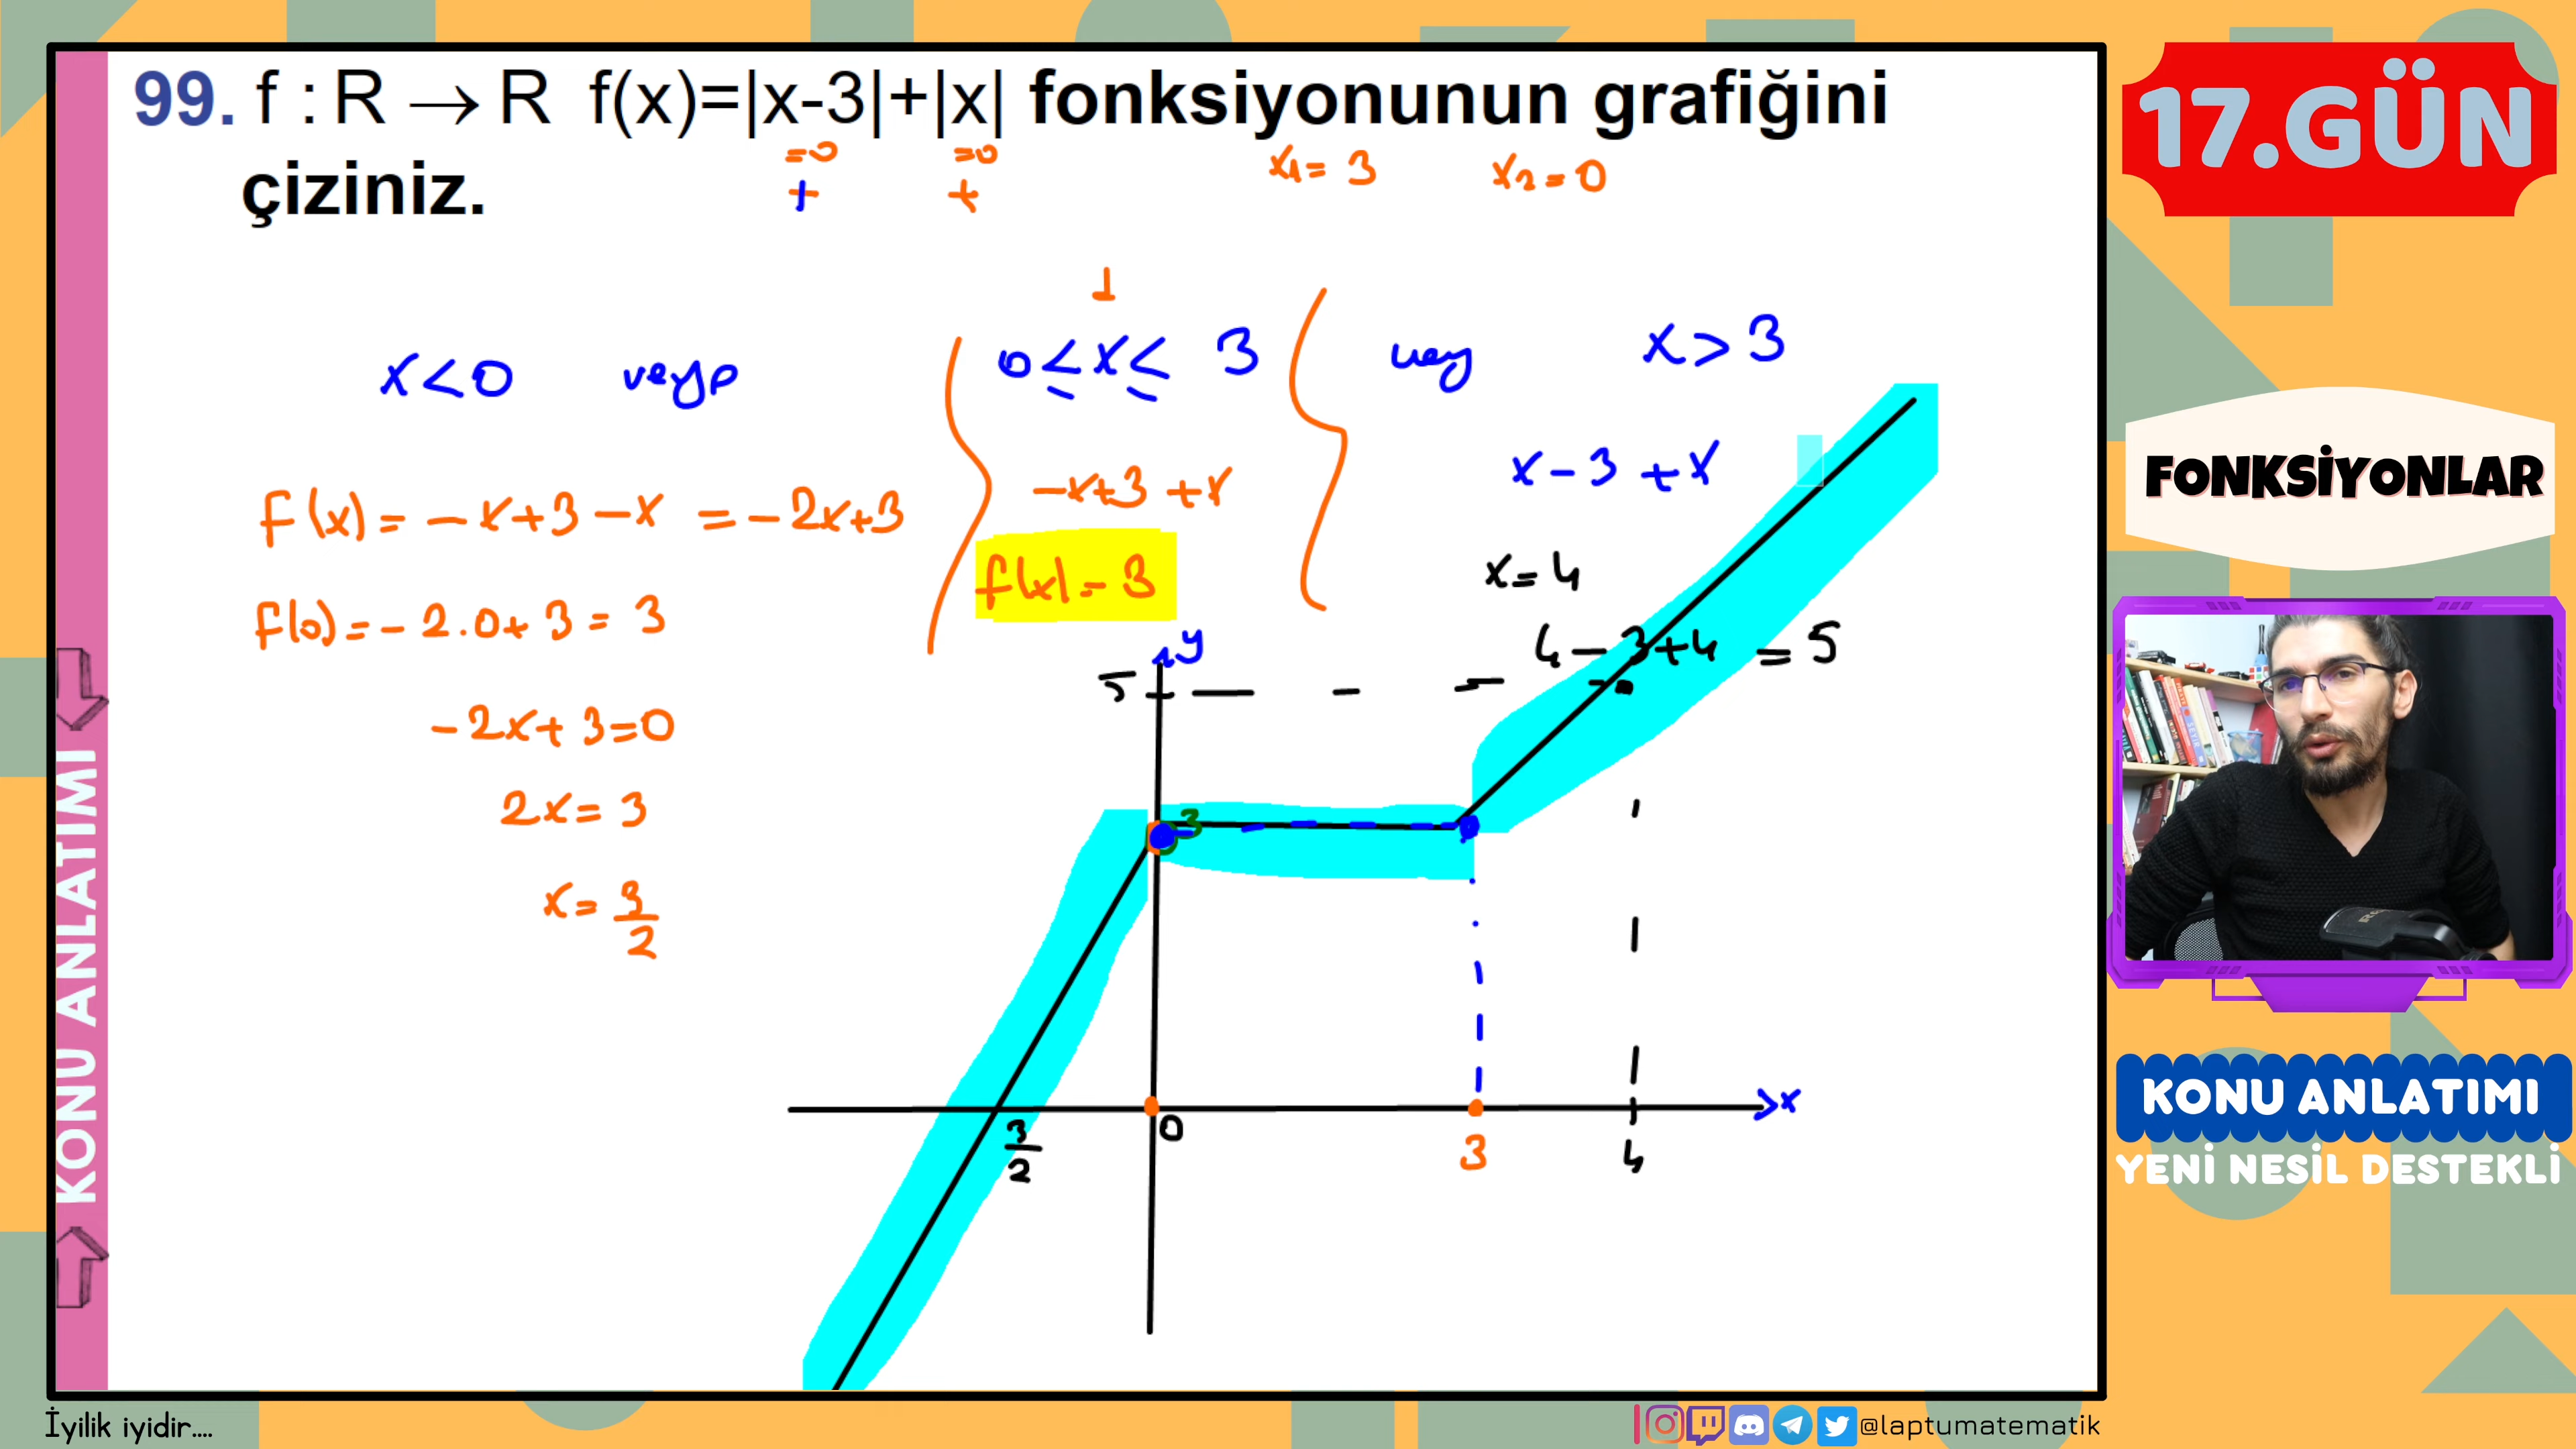 99. f : R → R f(x)=|x-3|+|x| fonksiyonunun grafiğini
çiziniz.
=0 =0 x1=3 x2=0
+ +
x<0 veya 0≤x≤3 x>3
f(x)=-x+3-x=-2x+3
f(0)=-2.0+3=3
-2x+3=0
2x=3
x=3/2
-x+3+x
f(x)=3
x-3+x
x=4
4-3+4=5
y
5
3
3/2
0
3
4
x
17.GÜN
FONKSİYONLAR
KONU ANLATIMI
YENİ NESİL DESTEKLİ
KONU ANLATIMI
İyilik iyidir....
@laptumatematik